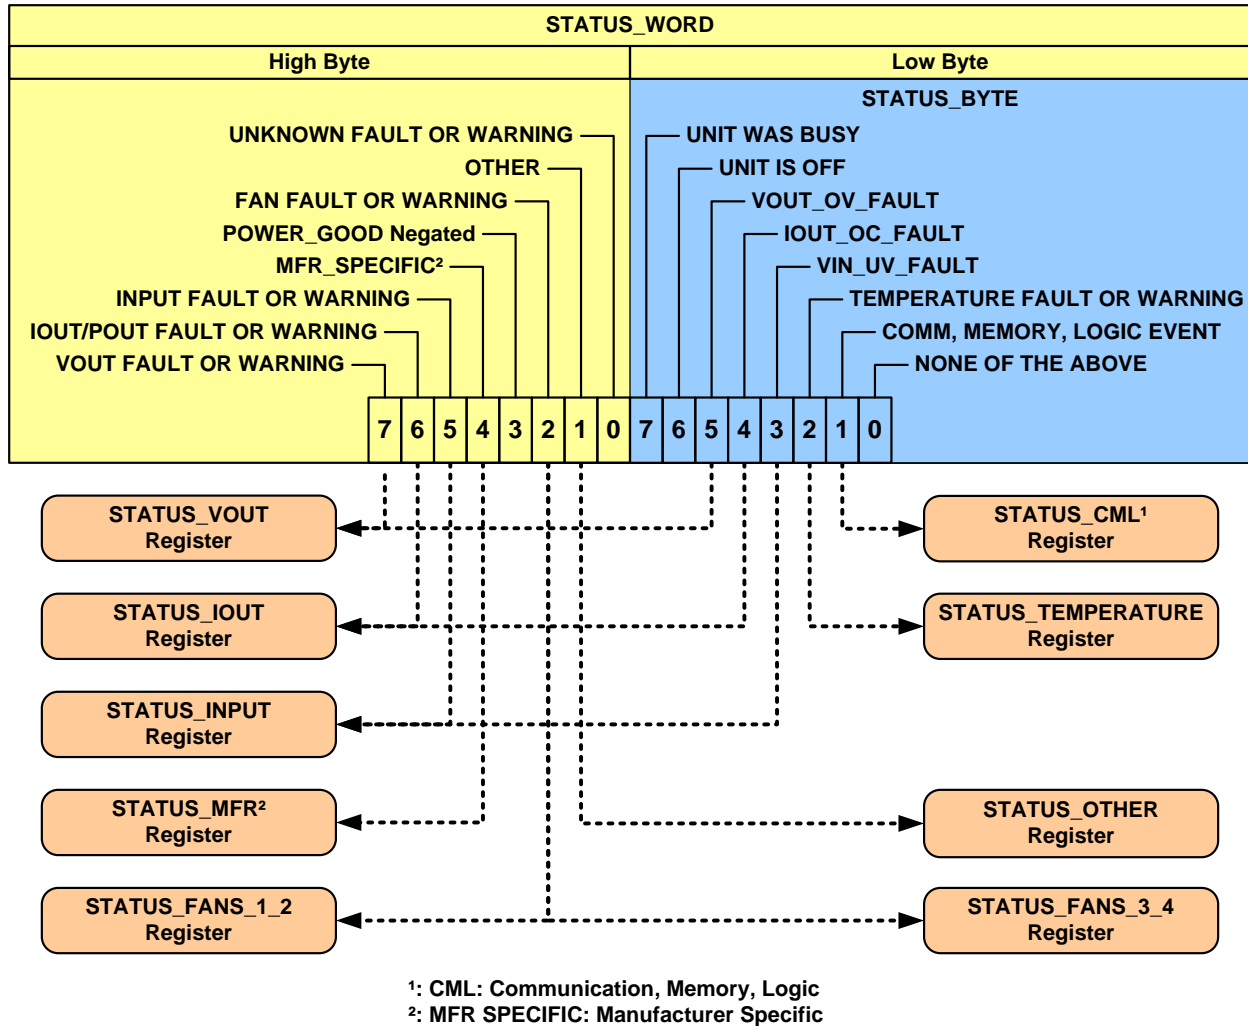 STATUS_WORD
High Byte
Low Byte
STATUS_BYTE
UNKNOWN FAULT OR WARNING
UNIT WAS BUSY
OTHER
UNIT IS OFF
FAN FAULT OR WARNING
VOUT_OV_FAULT
POWER_GOOD Negated
IOUT_OC_FAULT
MFR_SPECIFIC²
VIN_UV_FAULT
INPUT FAULT OR WARNING
TEMPERATURE FAULT OR WARNING
IOUT/POUT FAULT OR WARNING
COMM, MEMORY, LOGIC EVENT
VOUT FAULT OR WARNING
NONE OF THE ABOVE
7 6 5 4 3 2 1 0 7 6 5 4 3 2 1 0
STATUS_VOUT
Register
STATUS_CML¹
Register
STATUS_IOUT
Register
STATUS_TEMPERATURE
Register
STATUS_INPUT
Register
STATUS_MFR²
Register
STATUS_OTHER
Register
STATUS_FANS_1_2
Register
STATUS_FANS_3_4
Register
¹: CML: Communication, Memory, Logic
²: MFR SPECIFIC: Manufacturer Specific